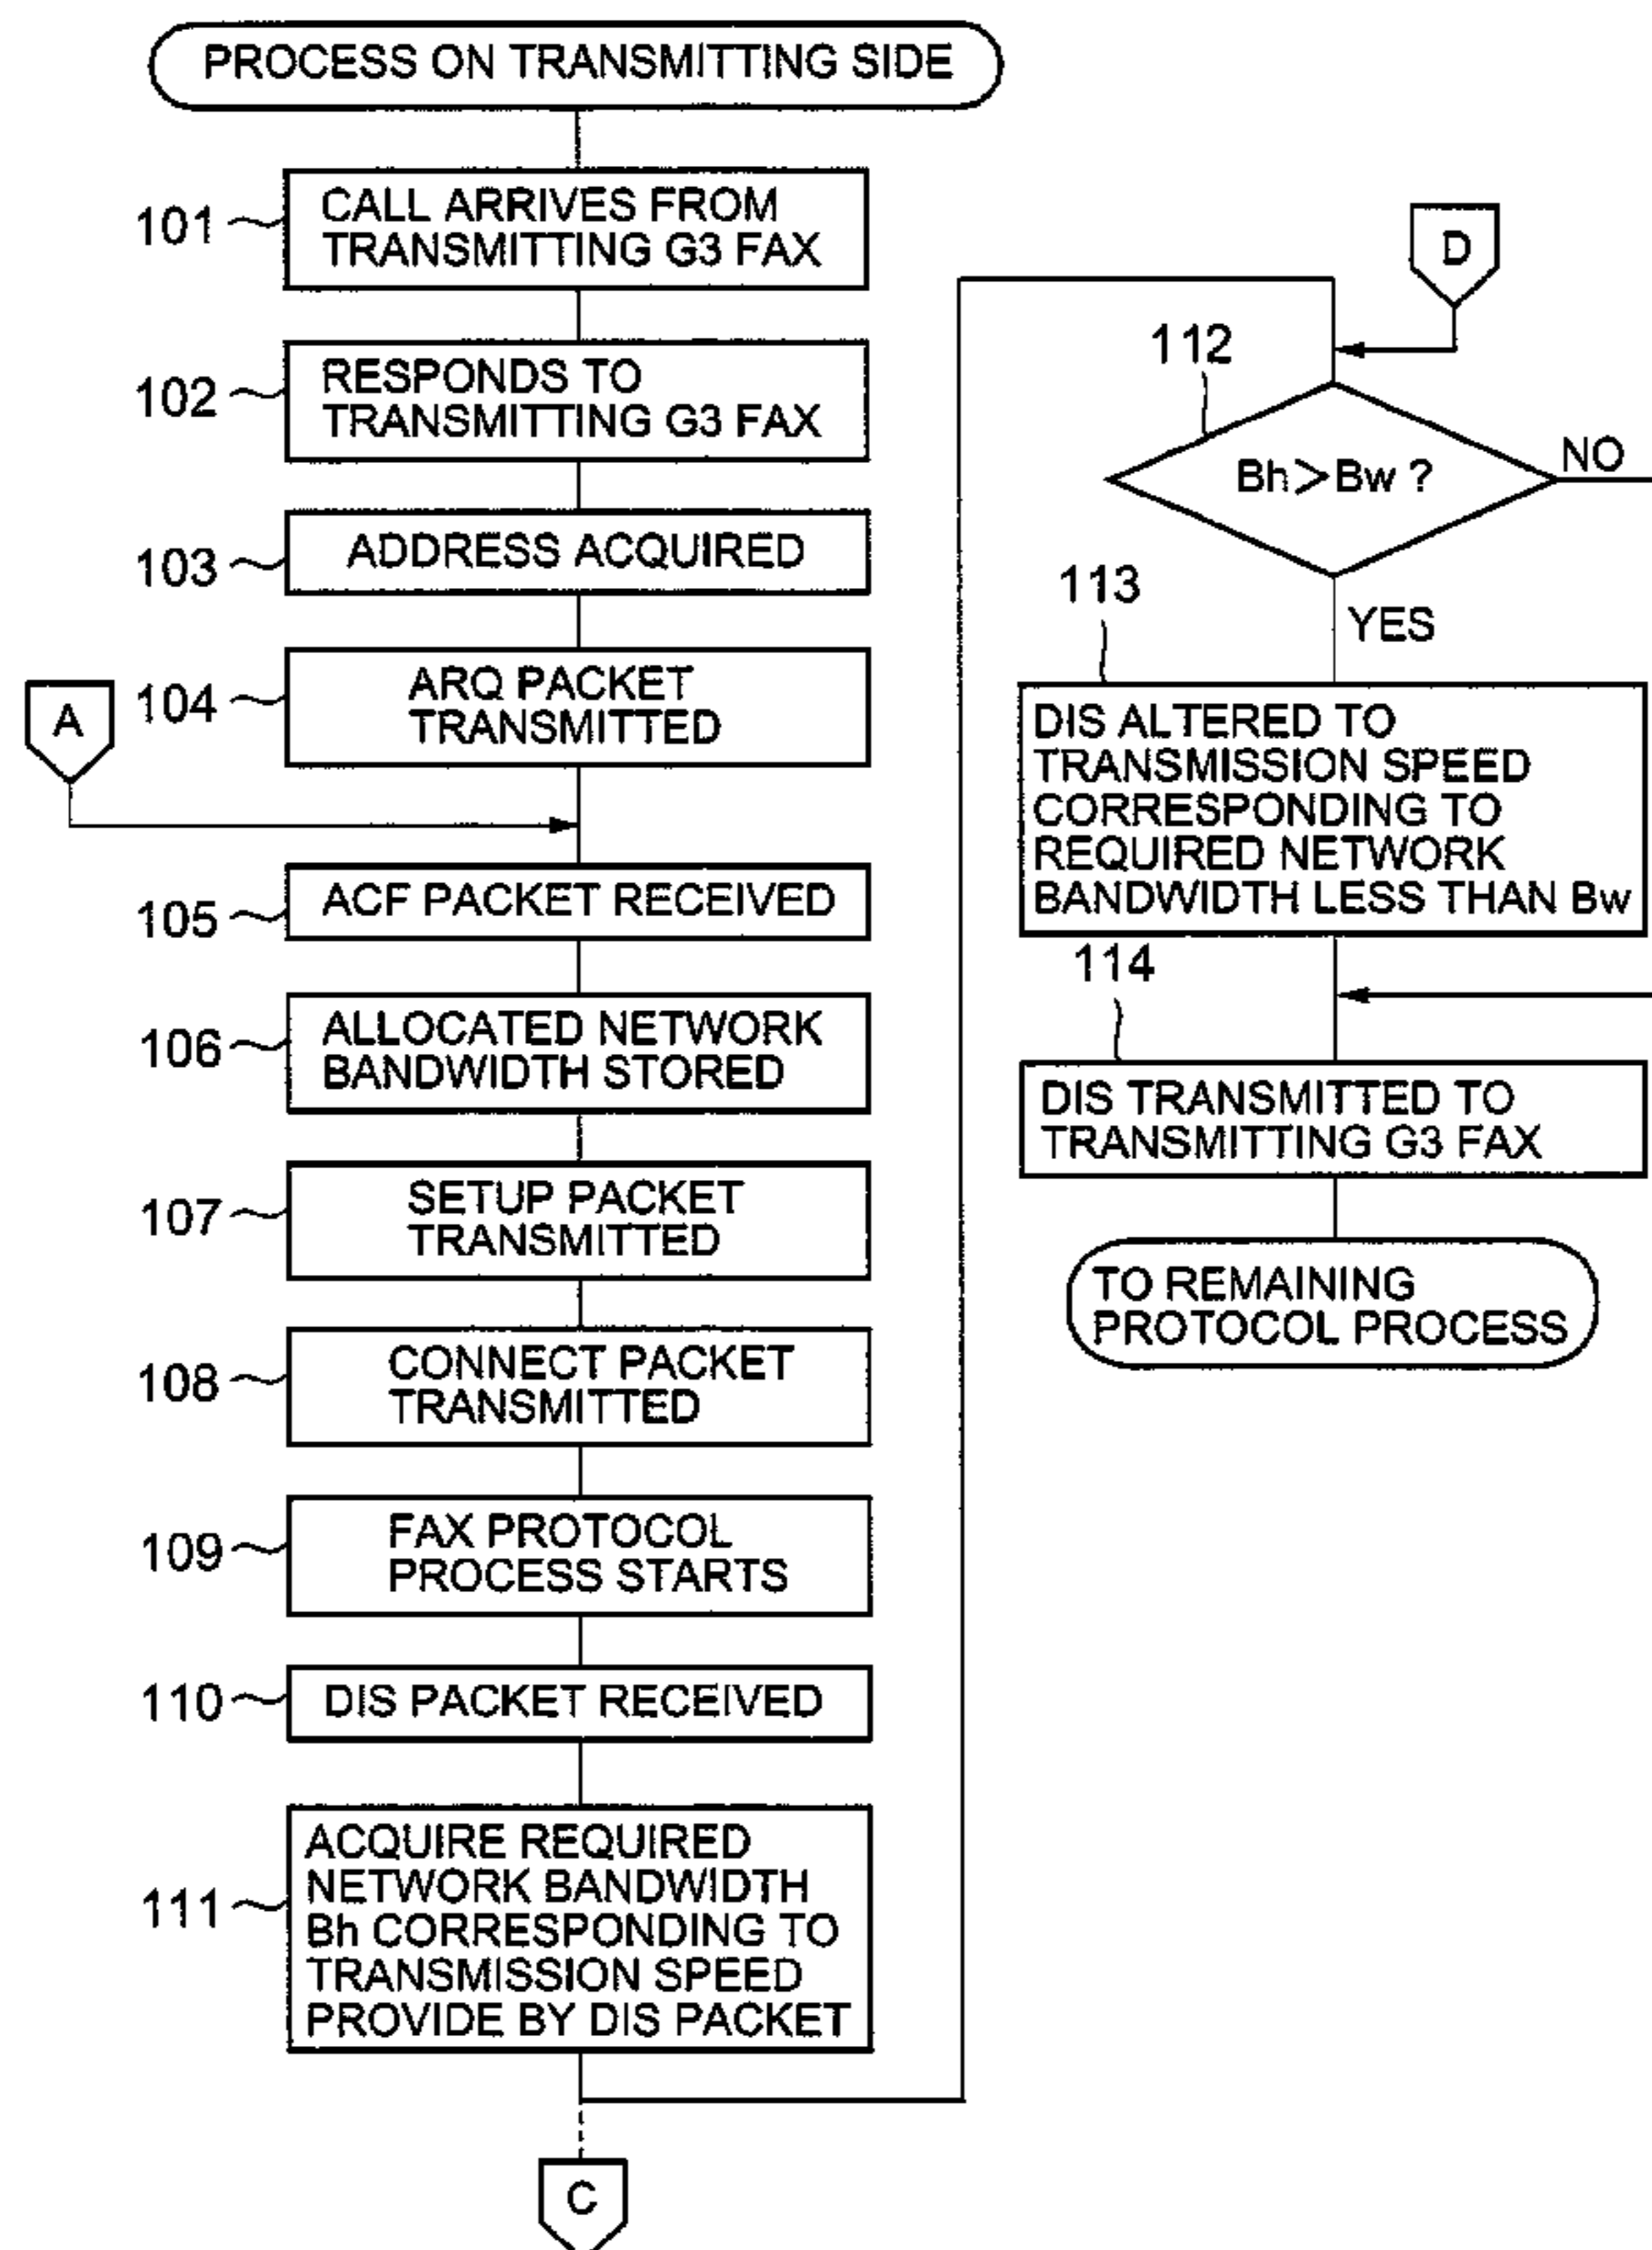 PROCESS ON TRANSMITTING SIDE
101
CALL ARRIVES FROM
TRANSMITTING G3 FAX
102
RESPONDS TO
TRANSMITTING G3 FAX
103
ADDRESS ACQUIRED
104
ARQ PACKET
TRANSMITTED
A
105
ACF PACKET RECEIVED
106
ALLOCATED NETWORK
BANDWIDTH STORED
107
SETUP PACKET
TRANSMITTED
108
CONNECT PACKET
TRANSMITTED
109
FAX PROTOCOL
PROCESS STARTS
110
DIS PACKET RECEIVED
111
ACQUIRE REQUIRED
NETWORK BANDWIDTH
Bh CORRESPONDING TO
TRANSMISSION SPEED
PROVIDE BY DIS PACKET
C
D
112
Bh>Bw ?
NO
YES
113
DIS ALTERED TO
TRANSMISSION SPEED
CORRESPONDING TO
REQUIRED NETWORK
BANDWIDTH LESS THAN Bw
114
DIS TRANSMITTED TO
TRANSMITTING G3 FAX
TO REMAINING
PROTOCOL PROCESS